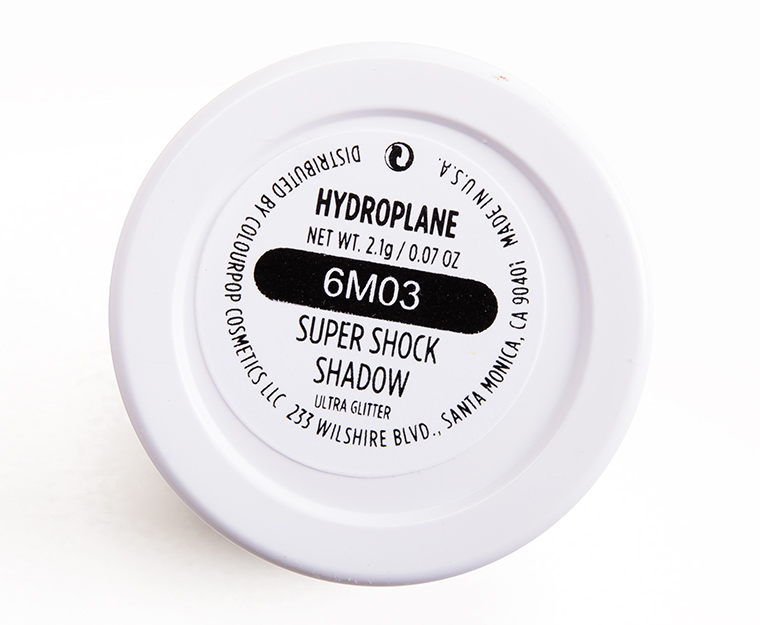 HYDROPLANE
NET WT. 2.1g / 0.07 OZ
6M03
SUPER SHOCK
SHADOW
ULTRA GLITTER
DISTRIBUTED BY COLOURPOP COSMETICS LLC 233 WILSHIRE BLVD., SANTA MONICA, CA 90401 MADE IN U.S.A.